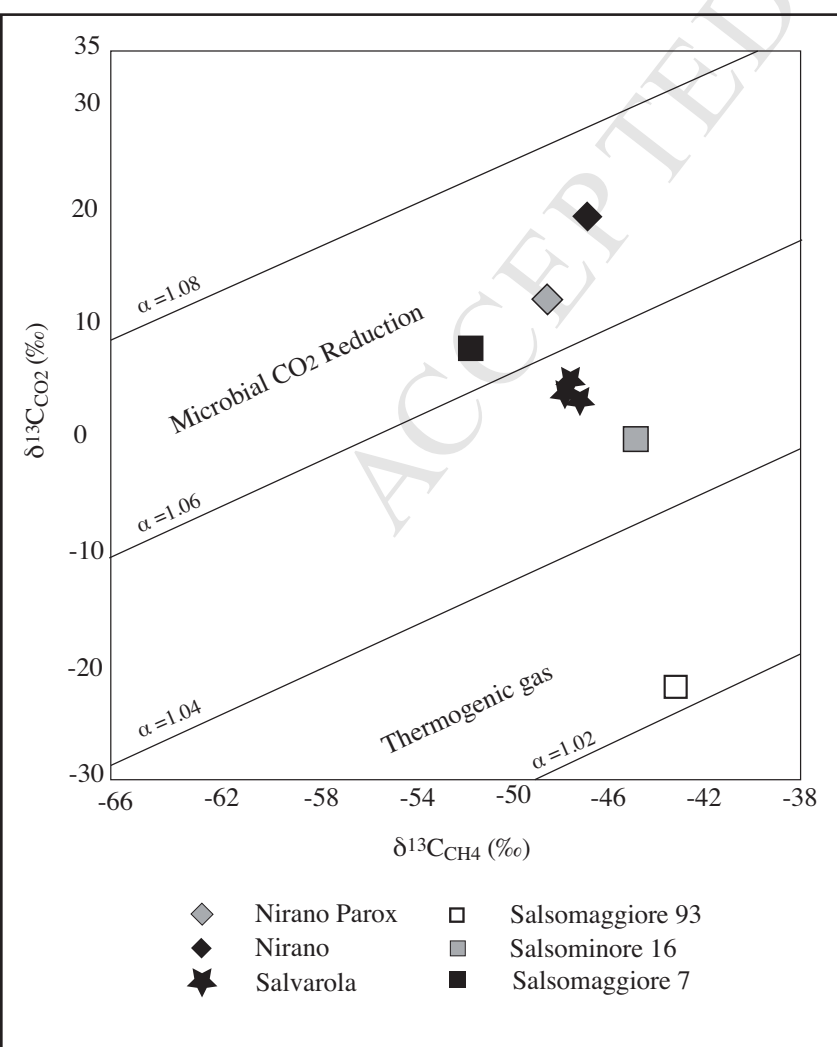 ACCEPTED
35
30
20
10
0
-10
-20
-30
δ13CCO2 (‰)
α =1.08
Microbial CO2 Reduction
α =1.06
α =1.04
Thermogenic gas
α =1.02
-66 -62 -58 -54 -50 -46 -42 -38
δ13CCH4 (‰)
Nirano Parox Salsomaggiore 93
Nirano Salsominore 16
Salvarola Salsomaggiore 7